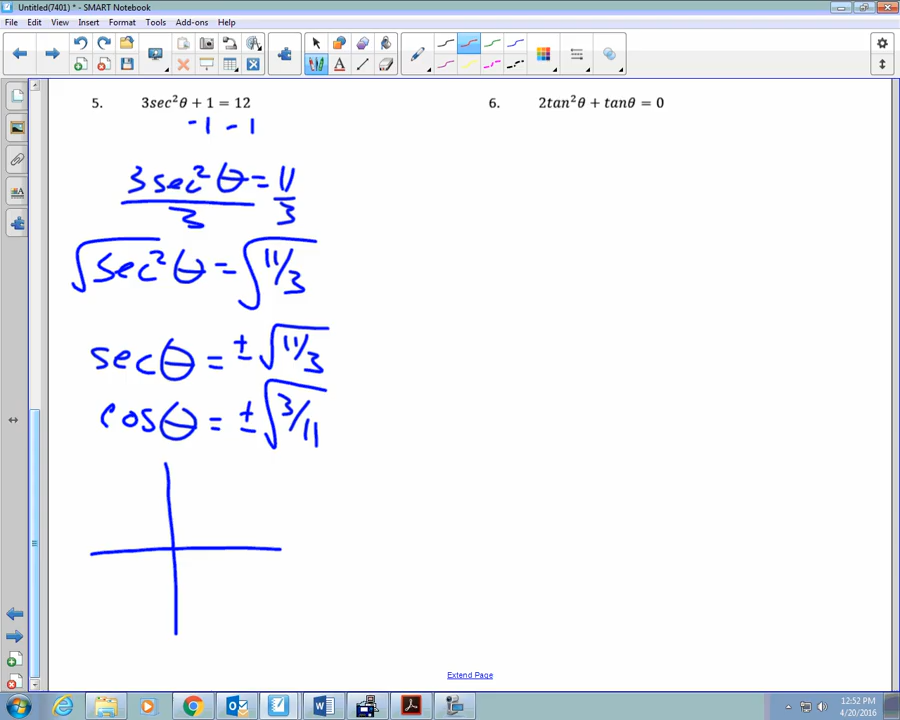 Untitled(7401) * - SMART Notebook
File Edit View Insert Format Tools Add-ons Help
5. 3sec²θ + 1 = 12
-1 -1
3sec²θ = 11
3 3
√sec²θ = √11/3
secθ = ±√11/3
cosθ = ±√3/11
6. 2tan²θ + tanθ = 0
Extend Page
12:52 PM
4/20/2016